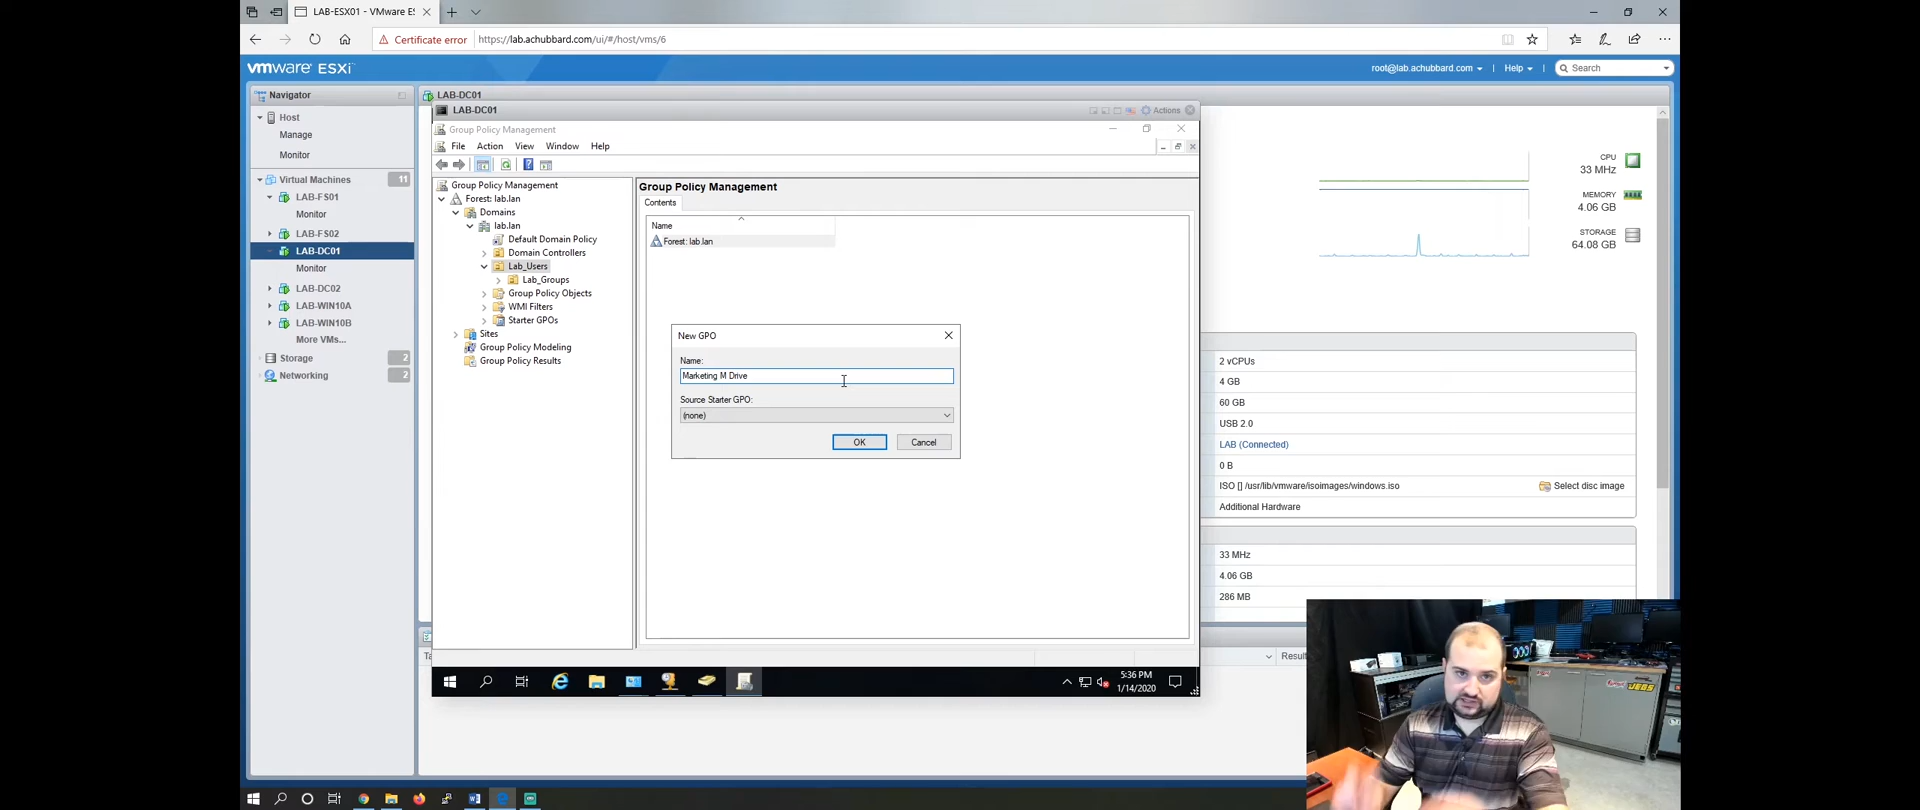 LAB-ESX01 - VMware ES
Certificate error
https://lab.achubbard.com/ui/#/host/vms/6
vmware ESXi
root@lab.achubbard.com
Help
Search
Navigator
Host
Manage
Monitor
Virtual Machines
11
LAB-FS01
Monitor
LAB-FS02
LAB-DC01
Monitor
LAB-DC02
LAB-WIN10A
LAB-WIN10B
More VMs...
Storage
2
Networking
2
LAB-DC01
LAB-DC01
Actions
Group Policy Management
File Action View Window Help
Group Policy Management
Forest: lab.lan
Domains
lab.lan
Default Domain Policy
Domain Controllers
Lab_Users
Lab_Groups
Group Policy Objects
WMI Filters
Starter GPOs
Sites
Group Policy Modeling
Group Policy Results
Group Policy Management
Contents
Name
Forest: lab.lan
New GPO
Name:
Marketing M Drive
Source Starter GPO:
(none)
OK
Cancel
5:36 PM
1/14/2020
CPU
33 MHz
MEMORY
4.06 GB
STORAGE
64.08 GB
2 vCPUs
4 GB
60 GB
USB 2.0
LAB (Connected)
0 B
ISO [] /usr/lib/vmware/isoimages/windows.iso
Select disc image
Additional Hardware
33 MHz
4.06 GB
286 MB
JEGS